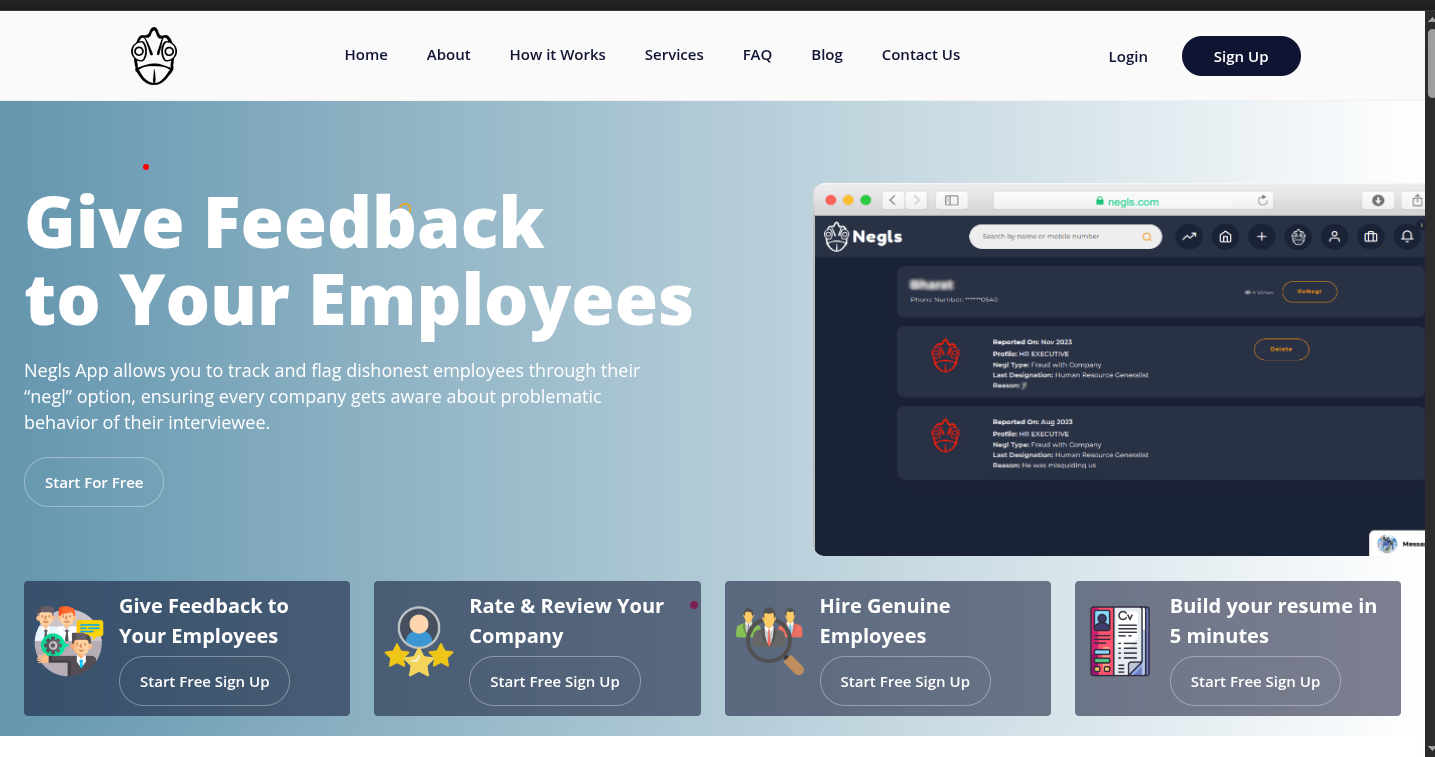 Home About How it Works Services FAQ Blog Contact Us Login Sign Up
Give Feedback
to Your Employees
Negls App allows you to track and flag dishonest employees through their
“negl” option, ensuring every company gets aware about problematic
behavior of their interviewee.
Start For Free
negls.com
Negls
Search by name or mobile number
Bharat
Phone Number: ******0540
4 Views
DeNegl
Reported On: Nov 2023
Profile: HR EXECUTIVE
Negl Type: Fraud with Company
Last Designation: Human Resource Generalist
Reason:
Delete
Reported On: Aug 2023
Profile: HR EXECUTIVE
Negl Type: Fraud with Company
Last Designation: Human Resource Generalist
Reason: He was misguiding us
Messa
Give Feedback to
Your Employees
Start Free Sign Up
Rate & Review Your
Company
Start Free Sign Up
Hire Genuine
Employees
Start Free Sign Up
Cv
Build your resume in
5 minutes
Start Free Sign Up